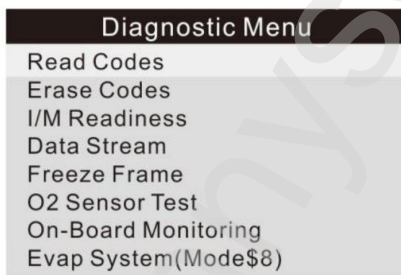 Diagnostic Menu
Read Codes
Erase Codes
I/M Readiness
Data Stream
Freeze Frame
O2 Sensor Test
On-Board Monitoring
Evap System(Mode$8)